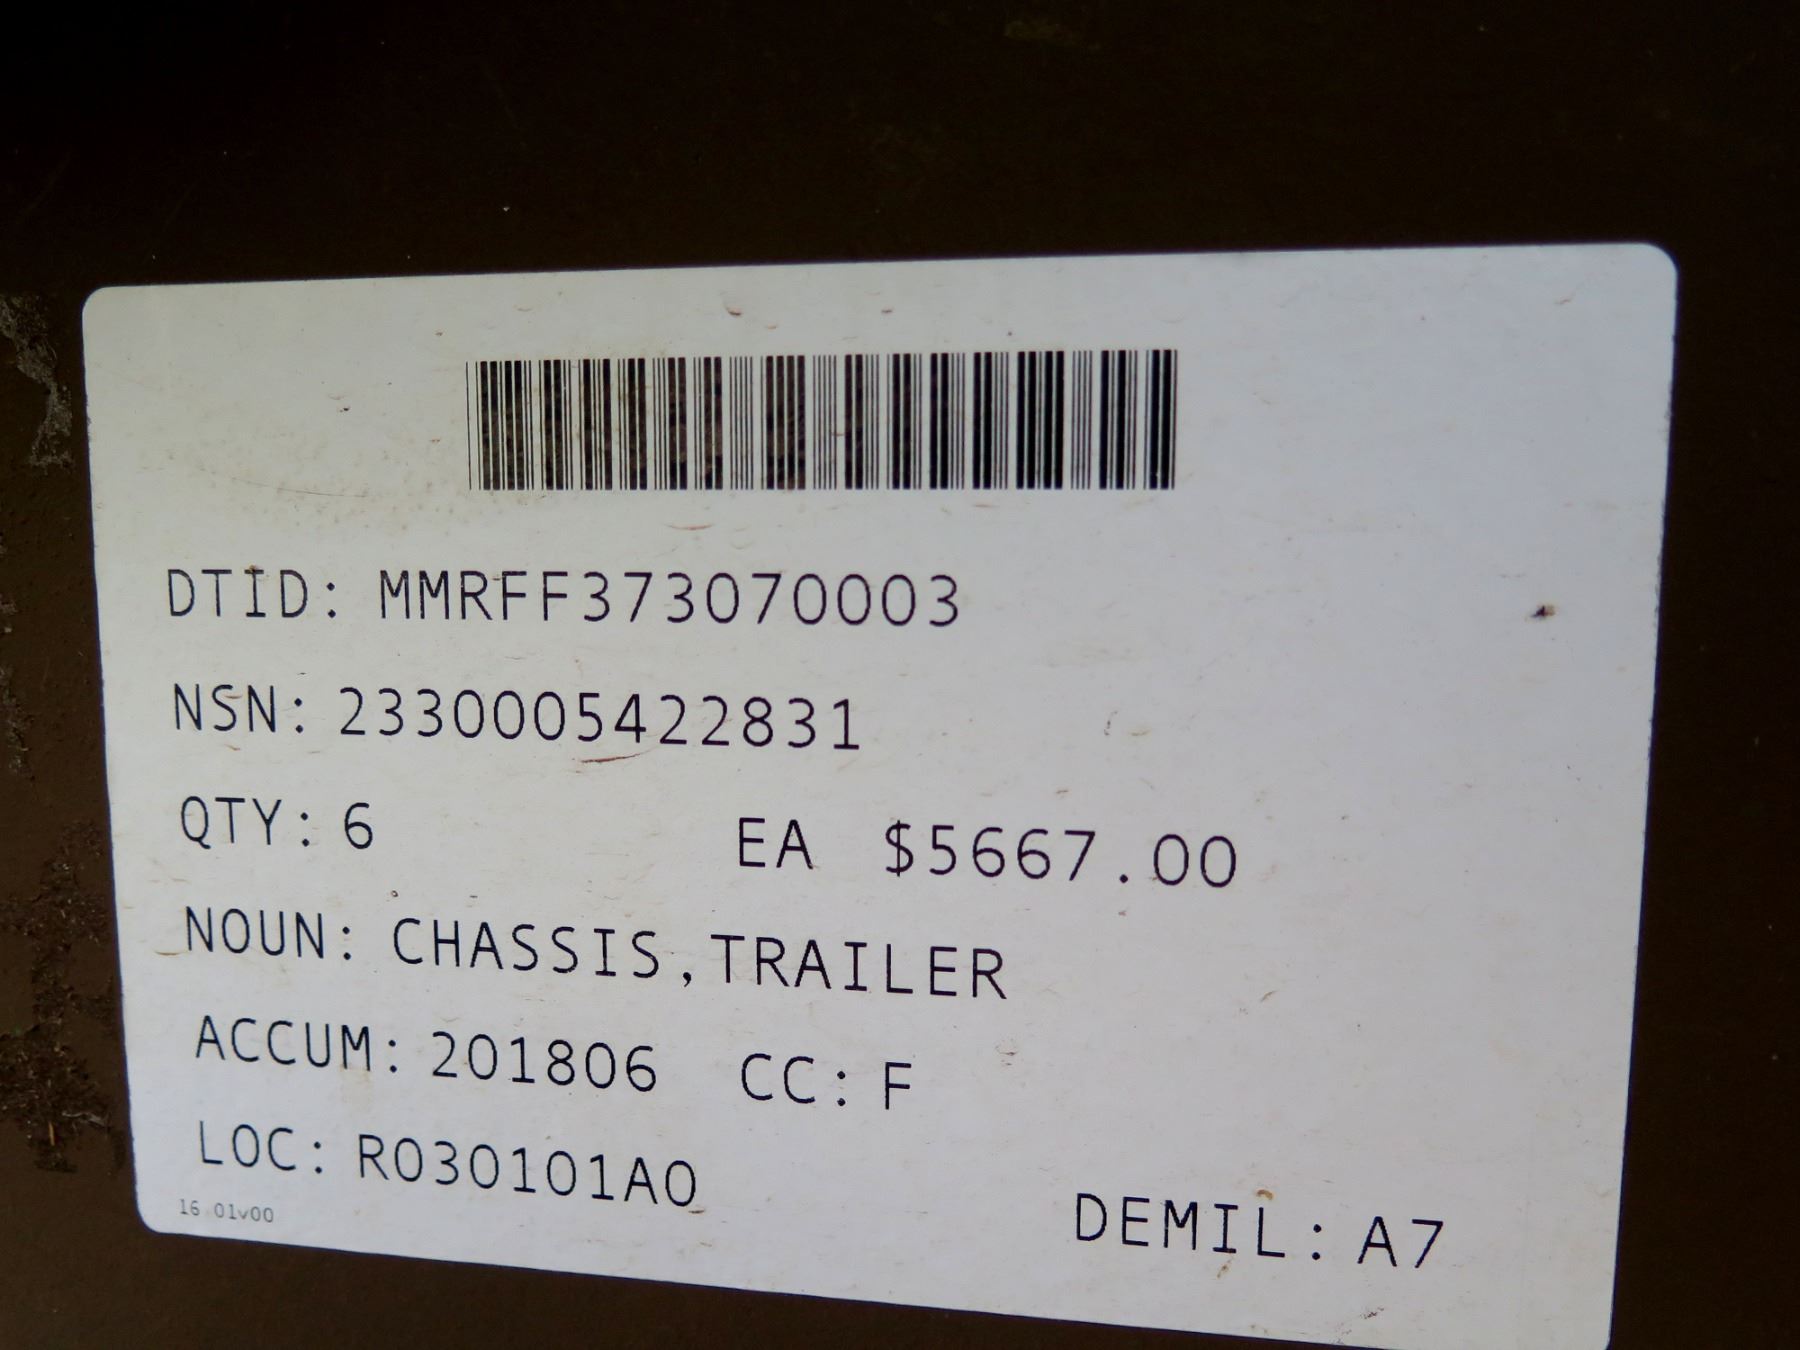 DTID: MMRFF373070003
NSN: 2330005422831
QTY: 6 EA $5667.00
NOUN: CHASSIS,TRAILER
ACCUM: 201806 CC: F
LOC: R030101A0
16.01v00 DEMIL: A7